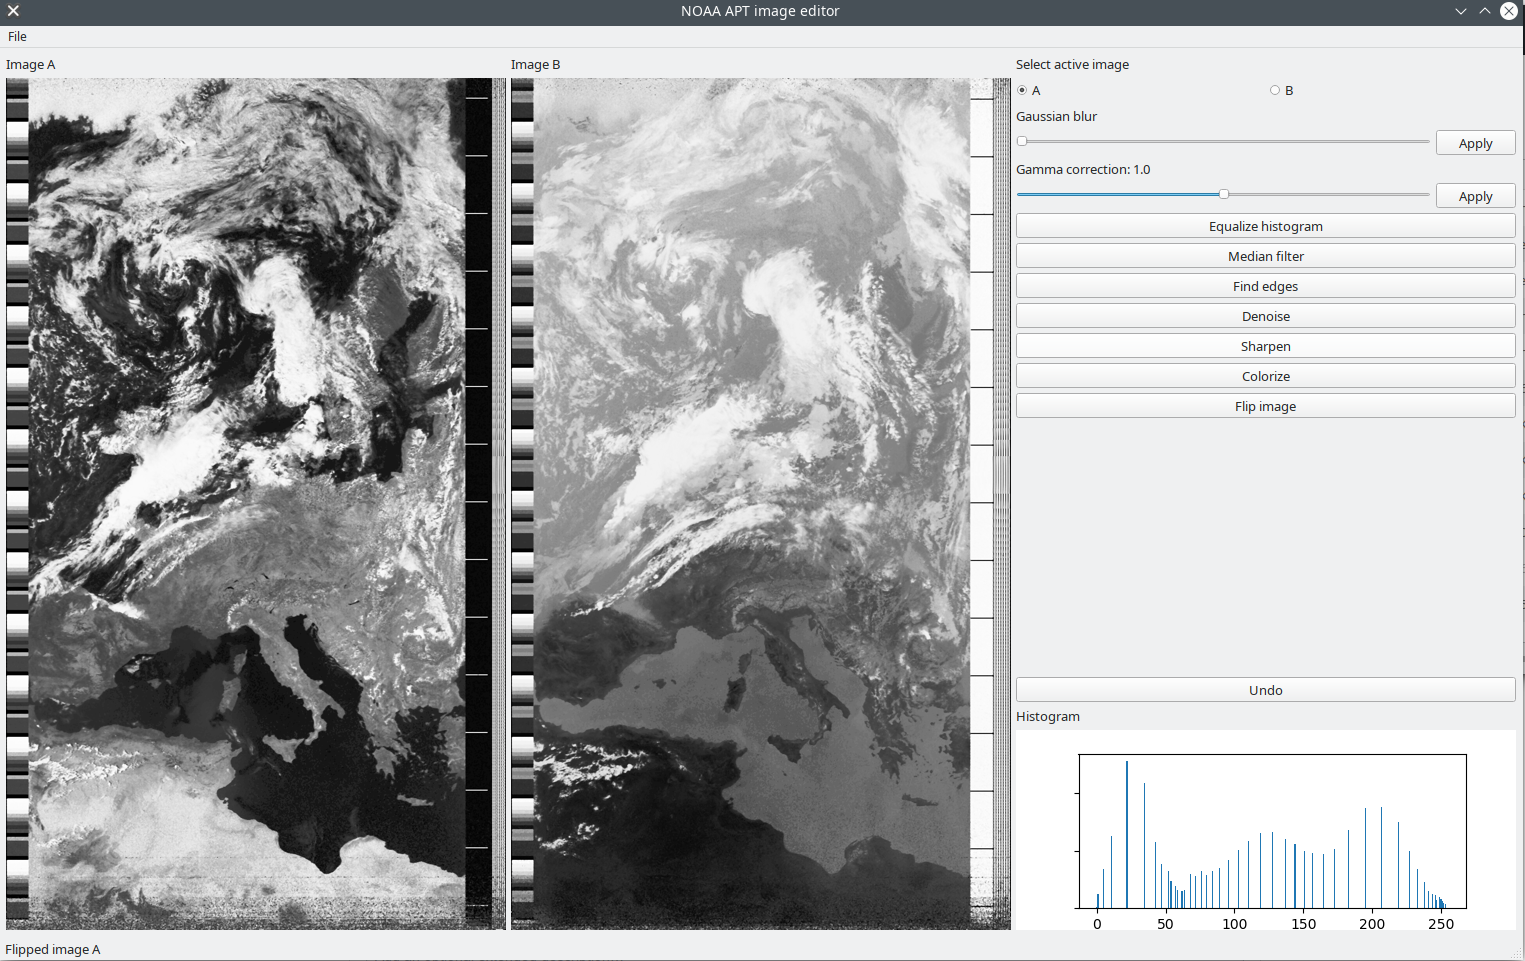 NOAA APT image editor
File
Image A
Image B
Select active image
A
B
Gaussian blur
Apply
Gamma correction: 1.0
Apply
Equalize histogram
Median filter
Find edges
Denoise
Sharpen
Colorize
Flip image
Undo
Histogram
0 50 100 150 200 250
Flipped image A